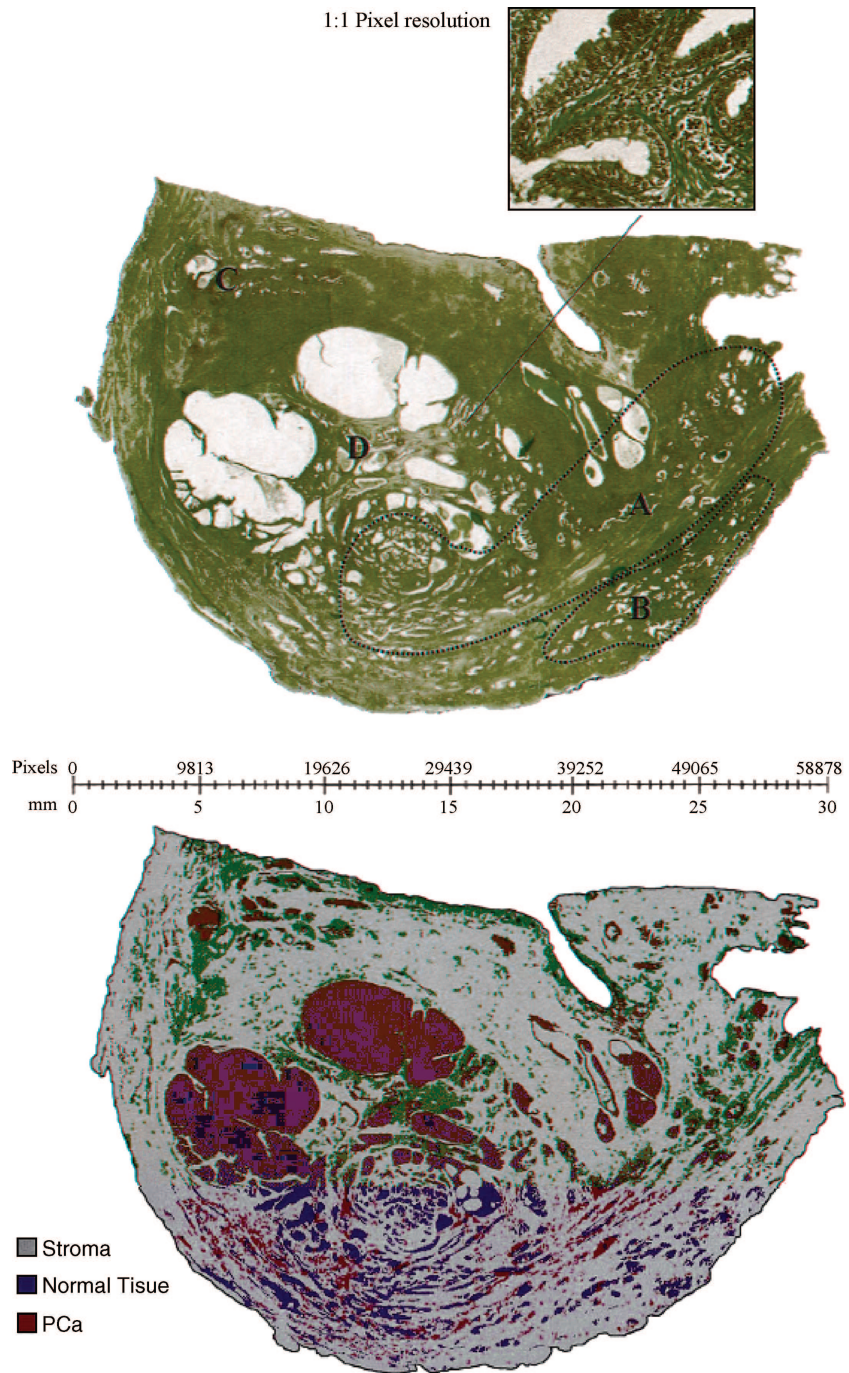 1:1 Pixel resolution
C
D
A
B
Pixels 0 9813 19626 29439 39252 49065 58878
mm 0 5 10 15 20 25 30
Stroma
Normal Tisue
PCa